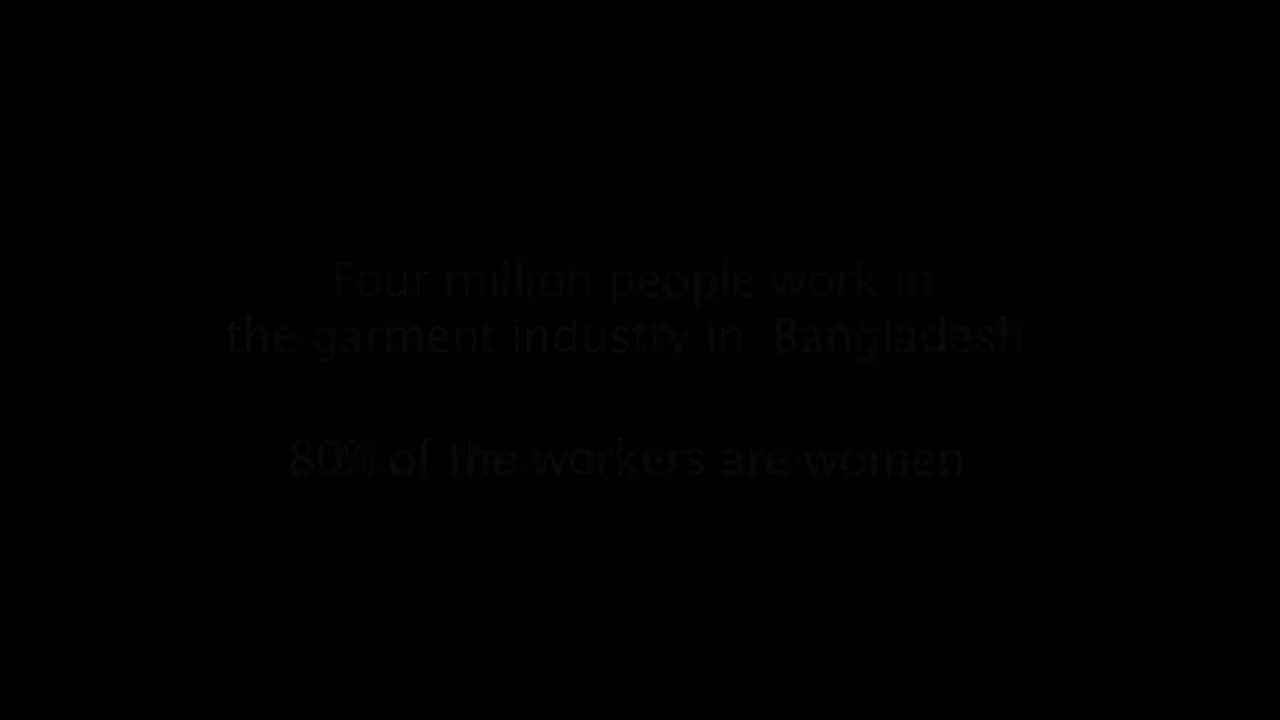 Four million people work in
the garment industry in Bangladesh
80% of the workers are women